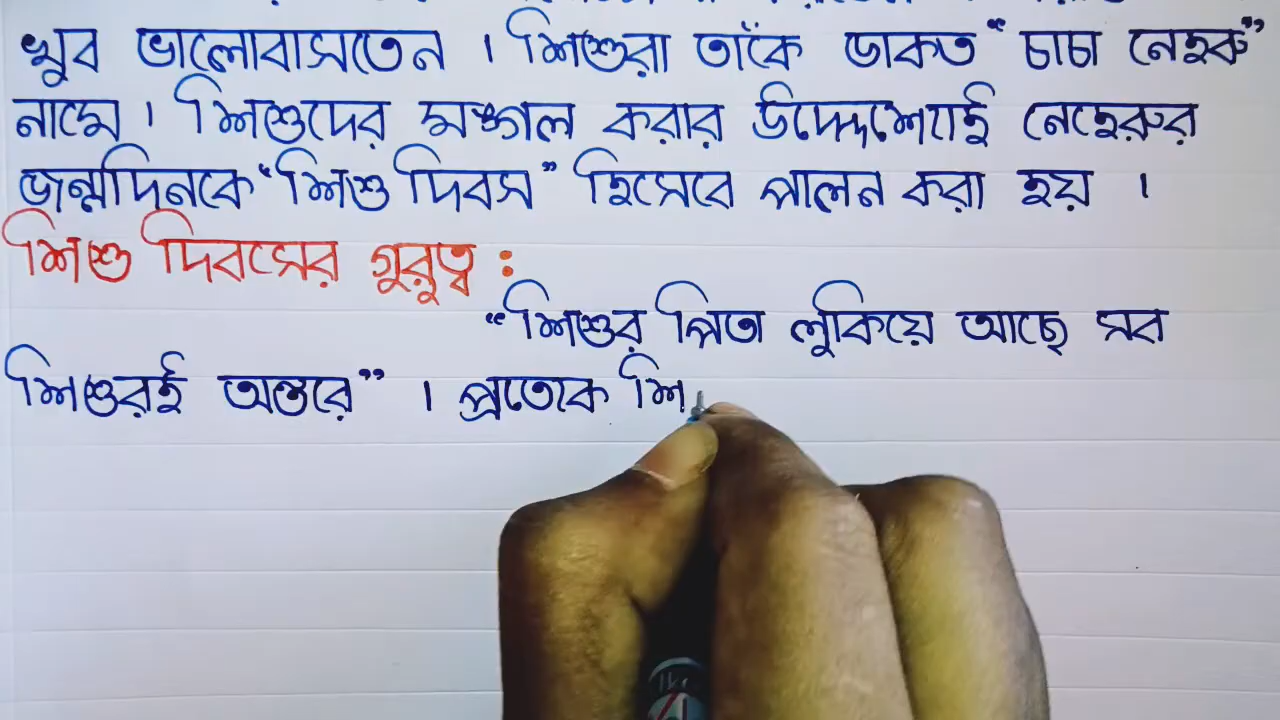 খুব ভালোবাসতেন । শিশুরা তাঁকে ডাকত “ চাচা নেহরু”
নামে । শিশুদের মঙ্গল করার উদ্দেশ্যেই নেহেরুর
জন্মদিনকে “শিশু দিবস” হিসেবে পালন করা হয় ।
শিশু দিবসের গুরুত্ব :
“শিশুর পিতা লুকিয়ে আছে সব
শিশুরই অন্তরে” । প্রত্যেক শি